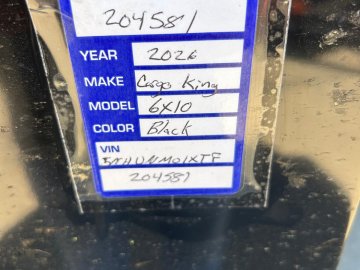 204581
YEAR 2026
MAKE Cargo King
MODEL 6X10
COLOR Black
VIN
204581